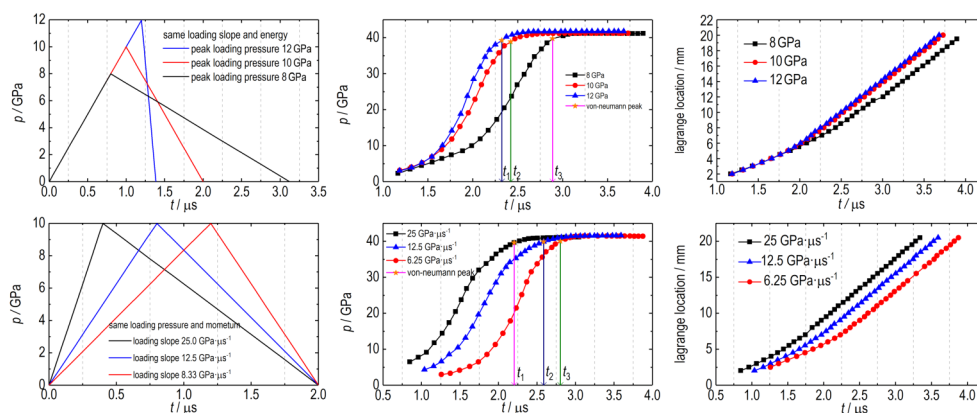 12
10
8
6
4
2
0
p / GPa
same loading slope and energy
peak loading pressure 12 GPa
peak loading pressure 10 GPa
peak loading pressure 8 GPa
0.0 0.5 1.0 1.5 2.0 2.5 3.0 3.5
t / μs
40
30
20
10
0
p / GPa
8 GPa
10 GPa
12 GPa
von-neumann peak
t1 t2 t3
1.0 1.5 2.0 2.5 3.0 3.5 4.0
t / μs
22
20
18
16
14
12
10
8
6
4
2
0
lagrange location / mm
8 GPa
10 GPa
12 GPa
1.0 1.5 2.0 2.5 3.0 3.5 4.0
t / μs
10
8
6
4
2
0
p / GPa
same loading pressure and mometum
loading slope 25.0 GPa·μs-1
loading slope 12.5 GPa·μs-1
loading slope 8.33 GPa·μs-1
0.0 0.5 1.0 1.5 2.0
t / μs
40
30
20
10
0
p / GPa
25 GPa·μs-1
12.5 GPa·μs-1
6.25 GPa·μs-1
von-neumann peak
t1 t2 t3
0.5 1.0 1.5 2.0 2.5 3.0 3.5 4.0
t / μs
20
15
10
5
0
lagrange location / mm
25 GPa·μs-1
12.5 GPa·μs-1
6.25 GPa·μs-1
0.5 1.0 1.5 2.0 2.5 3.0 3.5 4.0
t / μs